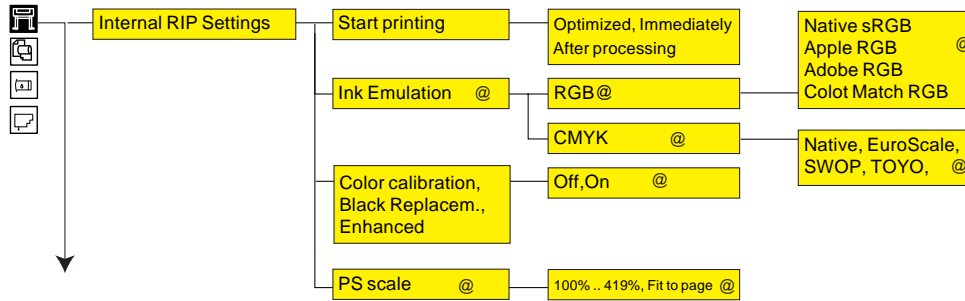 Internal RIP Settings
Start printing
Optimized, Immediately
After processing
Ink Emulation @
RGB@
Native sRGB
Apple RGB @
Adobe RGB
Colot Match RGB
CMYK @
Native, EuroScale,
SWOP, TOYO, @
Color calibration,
Black Replacem.,
Enhanced
Off,On @
PS scale @
100% .. 419%, Fit to page @